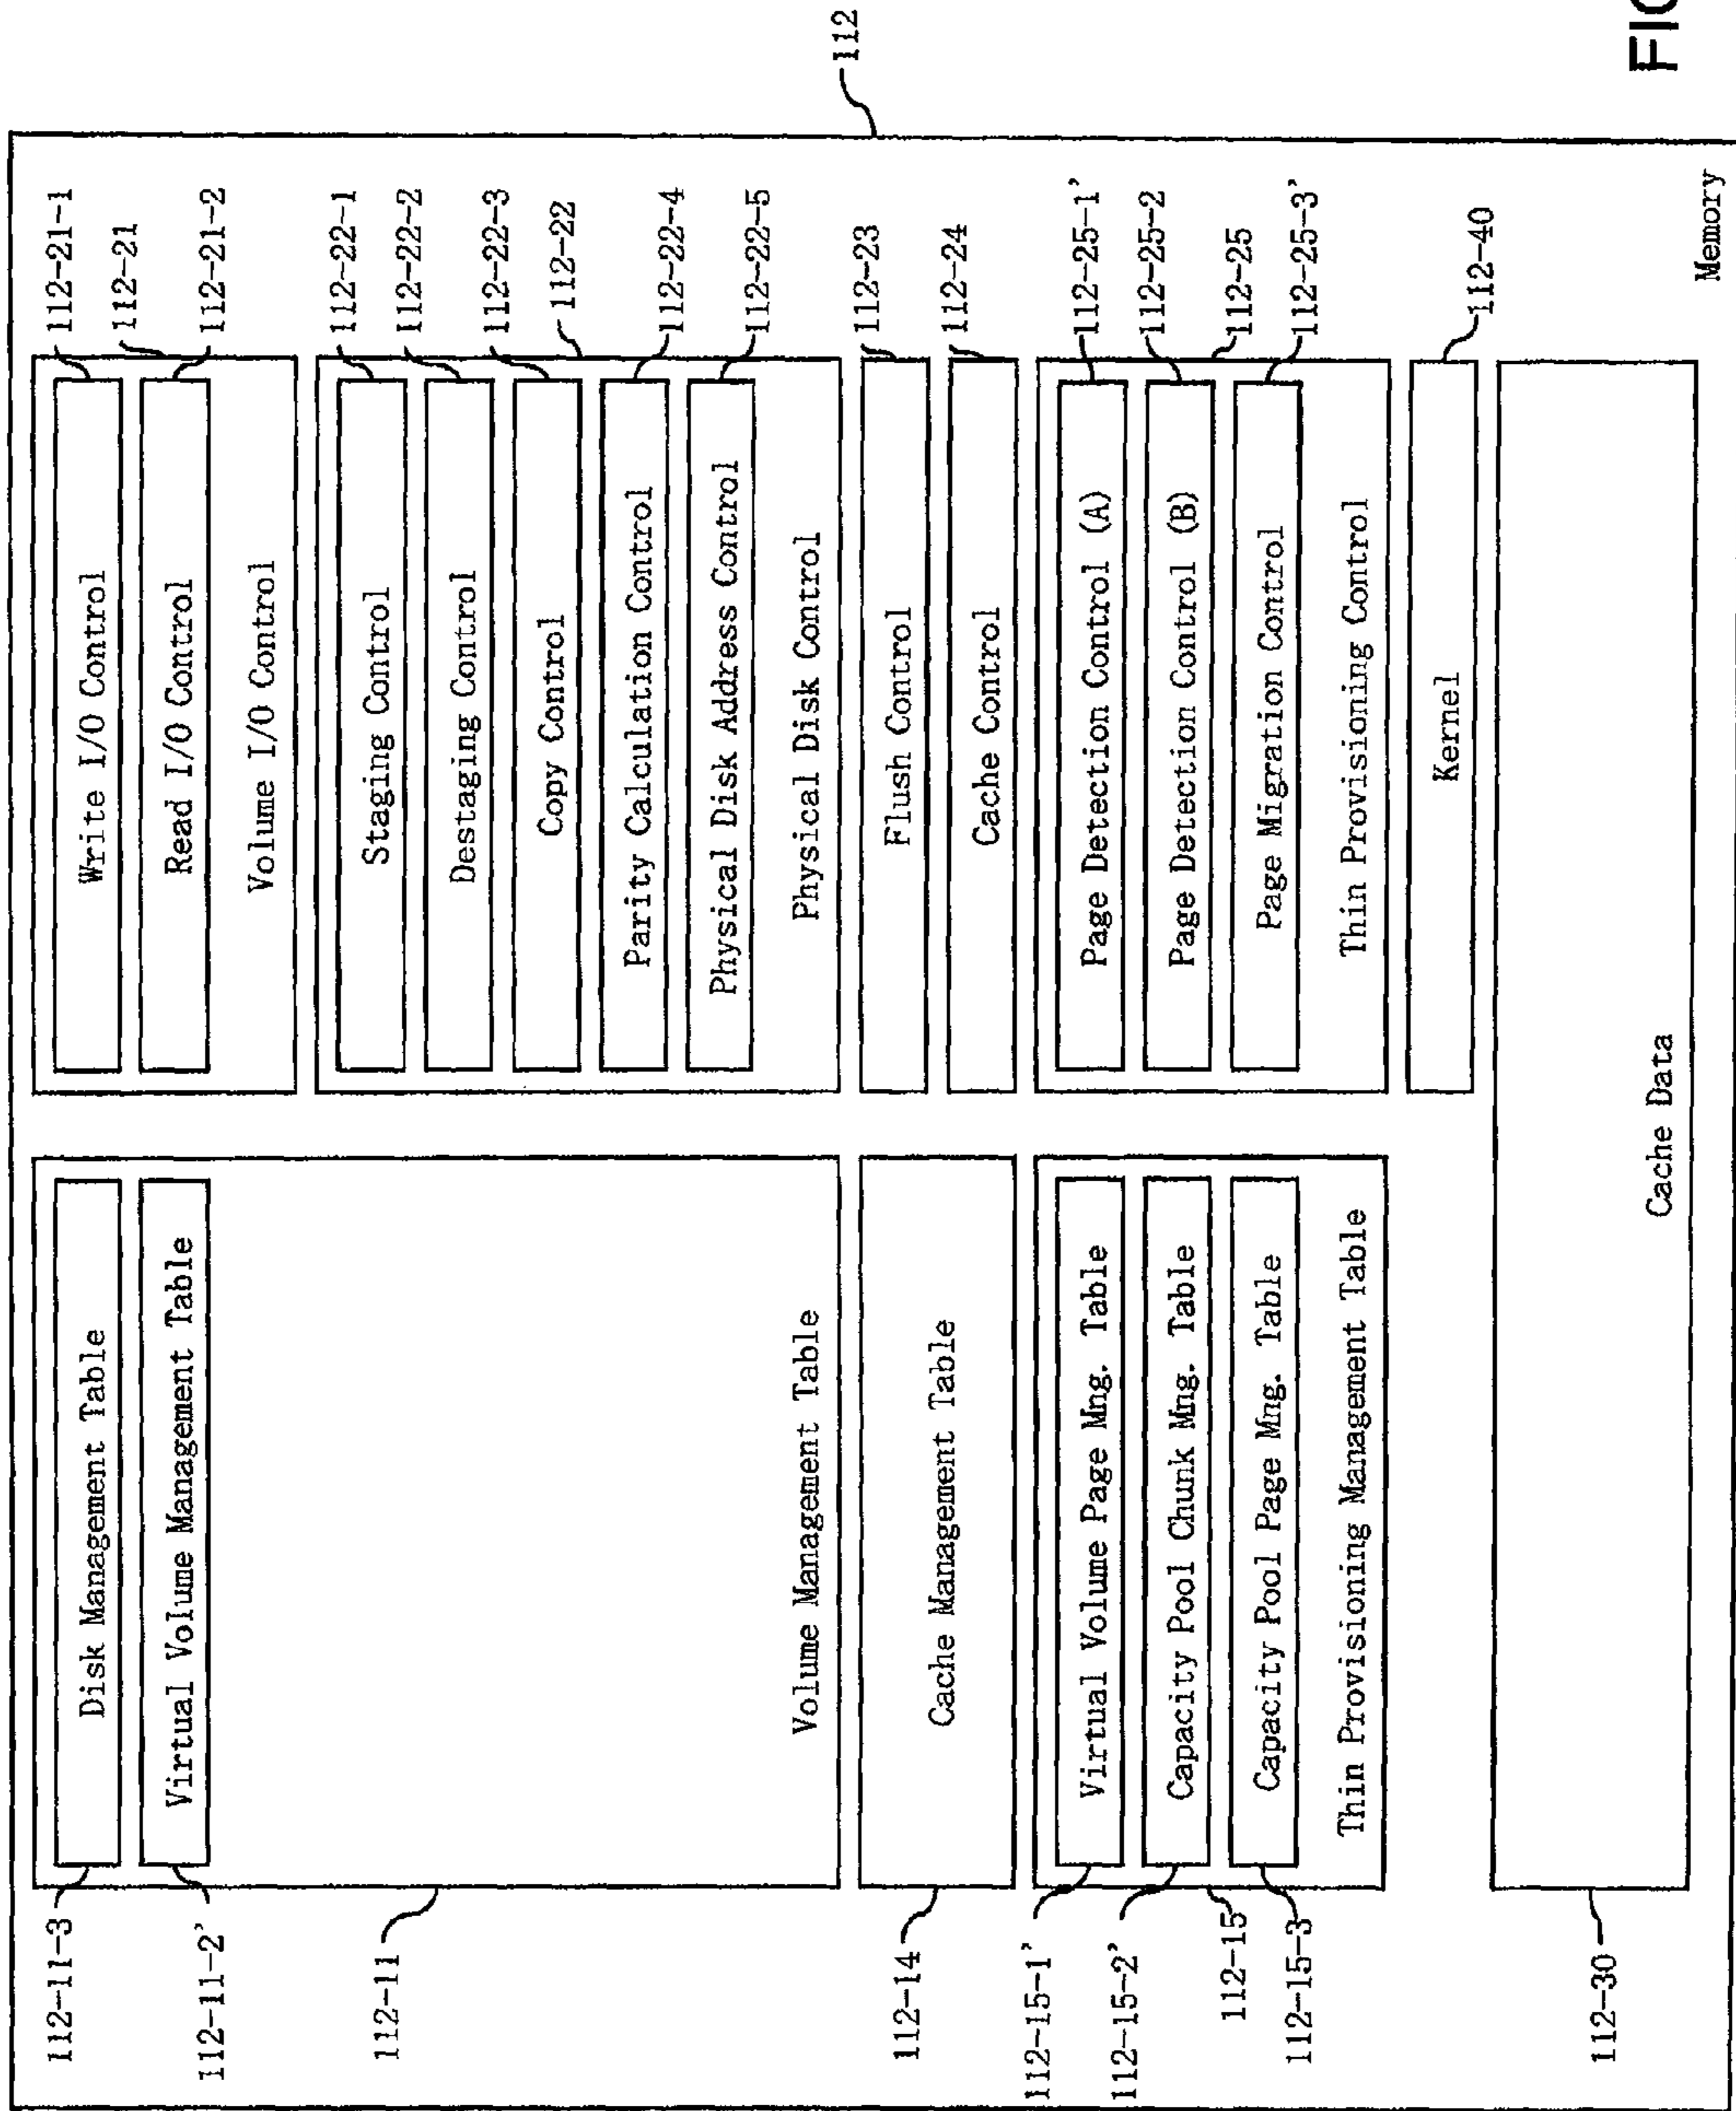 112-11-3
Disk Management Table
112-11-2’
Virtual Volume Management Table
112-11
Volume Management Table
112-14
Cache Management Table
112-15-1’
Virtual Volume Page Mng. Table
112-15-2’
Capacity Pool Chunk Mng. Table
112-15
112-15-3
Capacity Pool Page Mng. Table
Thin Provisioning Management Table
112-30
Cache Data
Write I/O Control
112-21-1
112-21
Read I/O Control
112-21-2
Volume I/O Control
Staging Control
112-22-1
Destaging Control
112-22-2
Copy Control
112-22-3
112-22
Parity Calculation Control
112-22-4
Physical Disk Address Control
112-22-5
Physical Disk Control
Flush Control
112-23
Cache Control
112-24
Page Detection Control (A)
112-25-1’
Page Detection Control (B)
112-25-2
112-25
Page Migration Control
112-25-3’
Thin Provisioning Control
Kernel
112-40
Memory
112